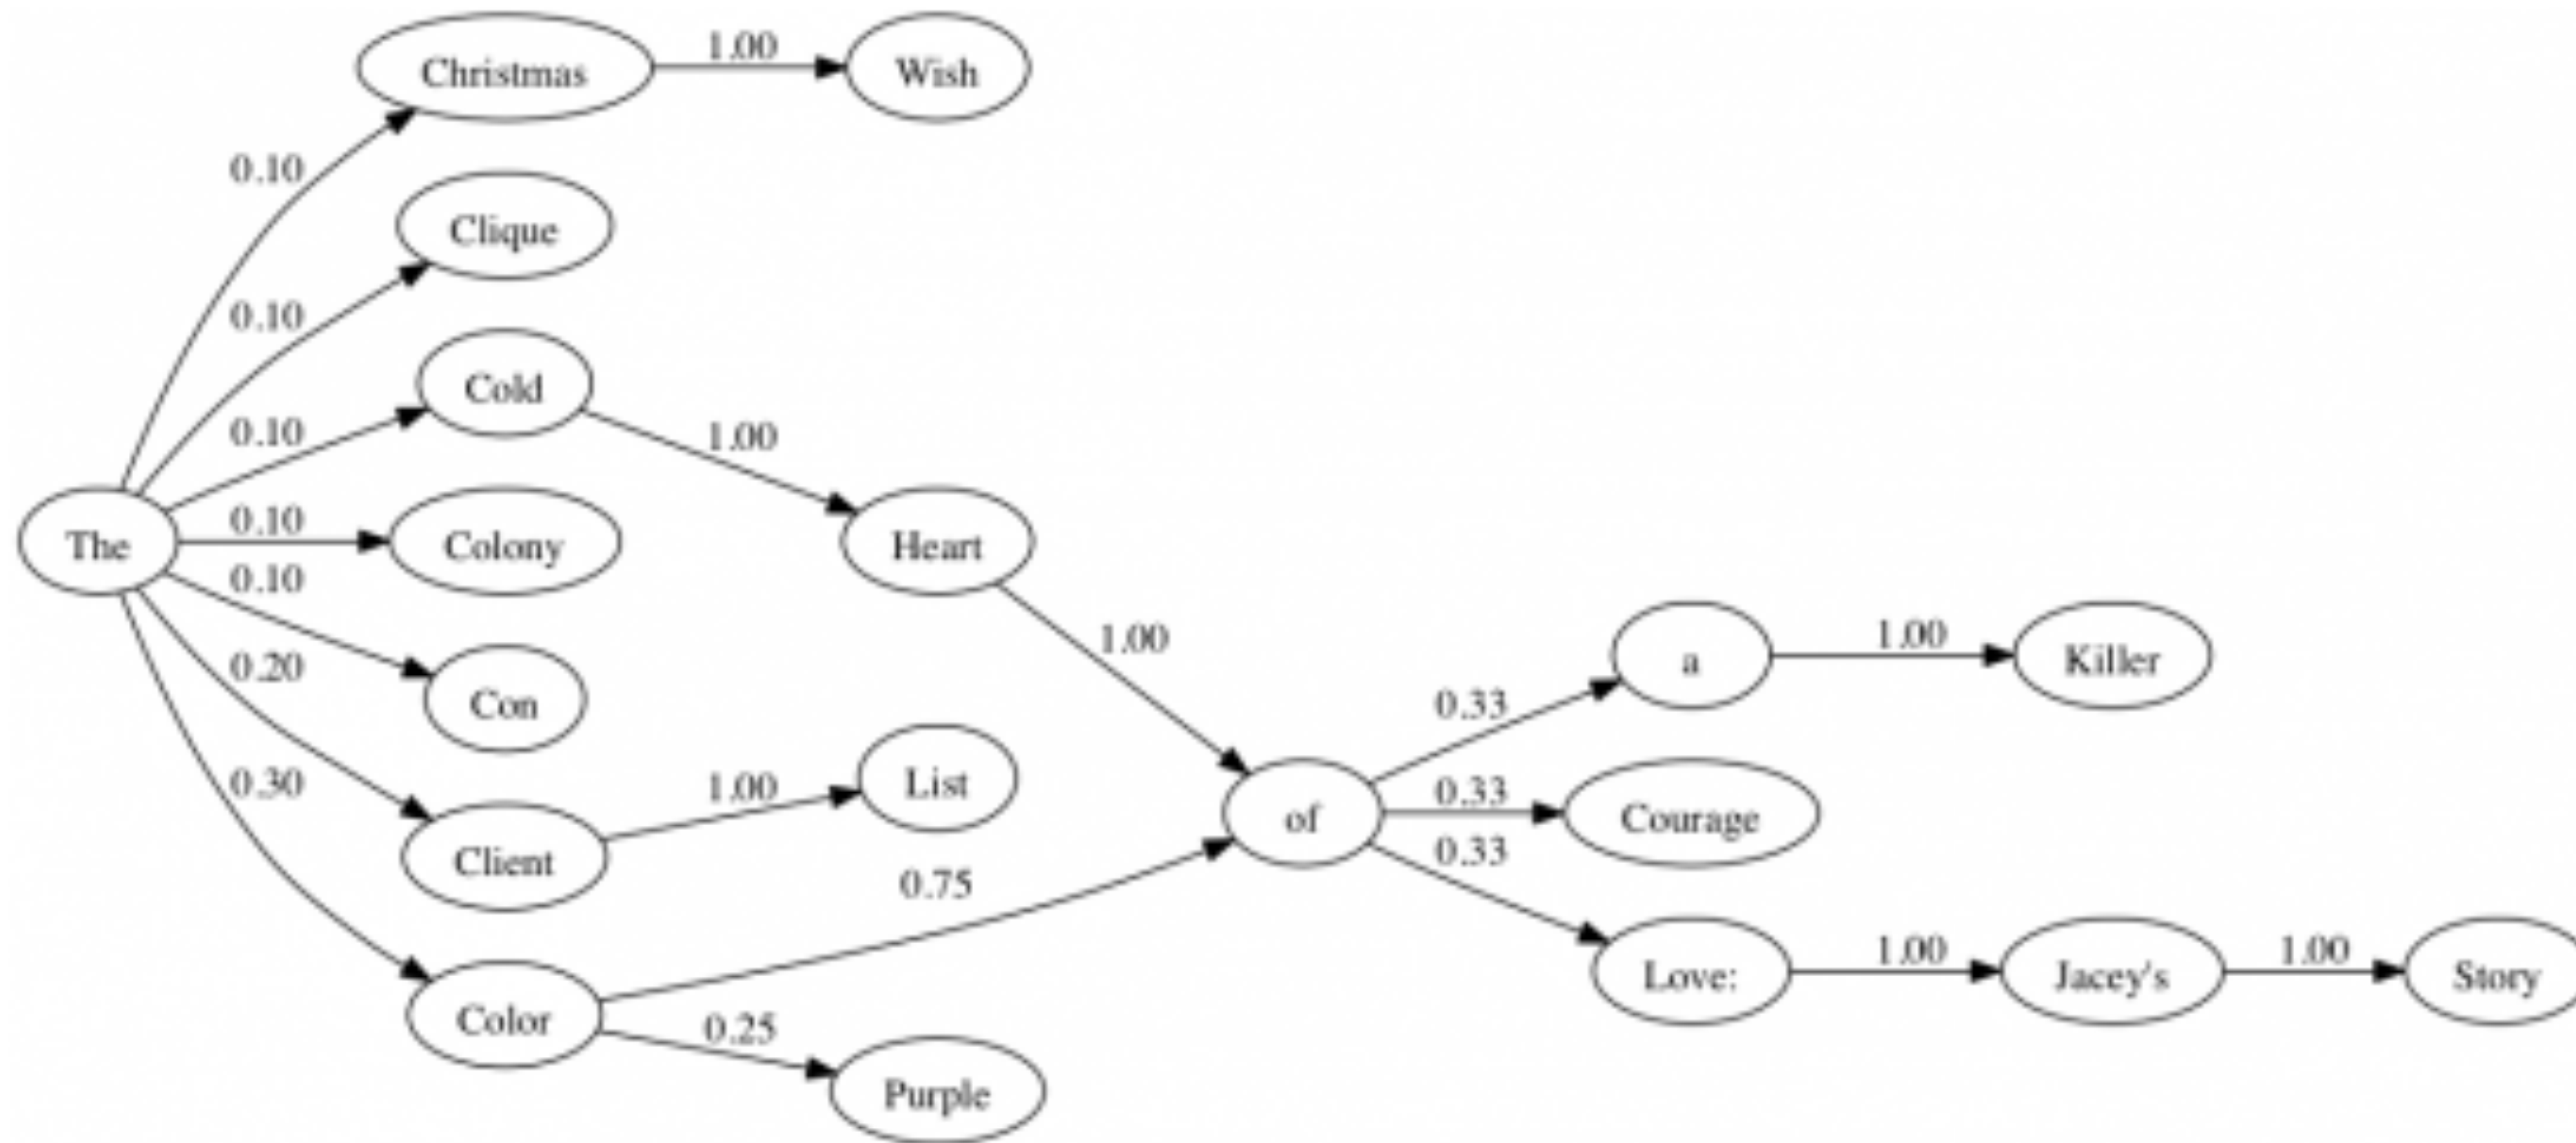 Christmas
1.00
Wish
0.10
Clique
0.10
Cold
0.10
1.00
The
0.10
Colony
Heart
0.10
Con
0.20
1.00
a
1.00
Killer
0.33
List
1.00
Client
0.30
of
0.33
Courage
0.33
0.75
Color
0.25
Purple
Love:
1.00
Jacey's
1.00
Story